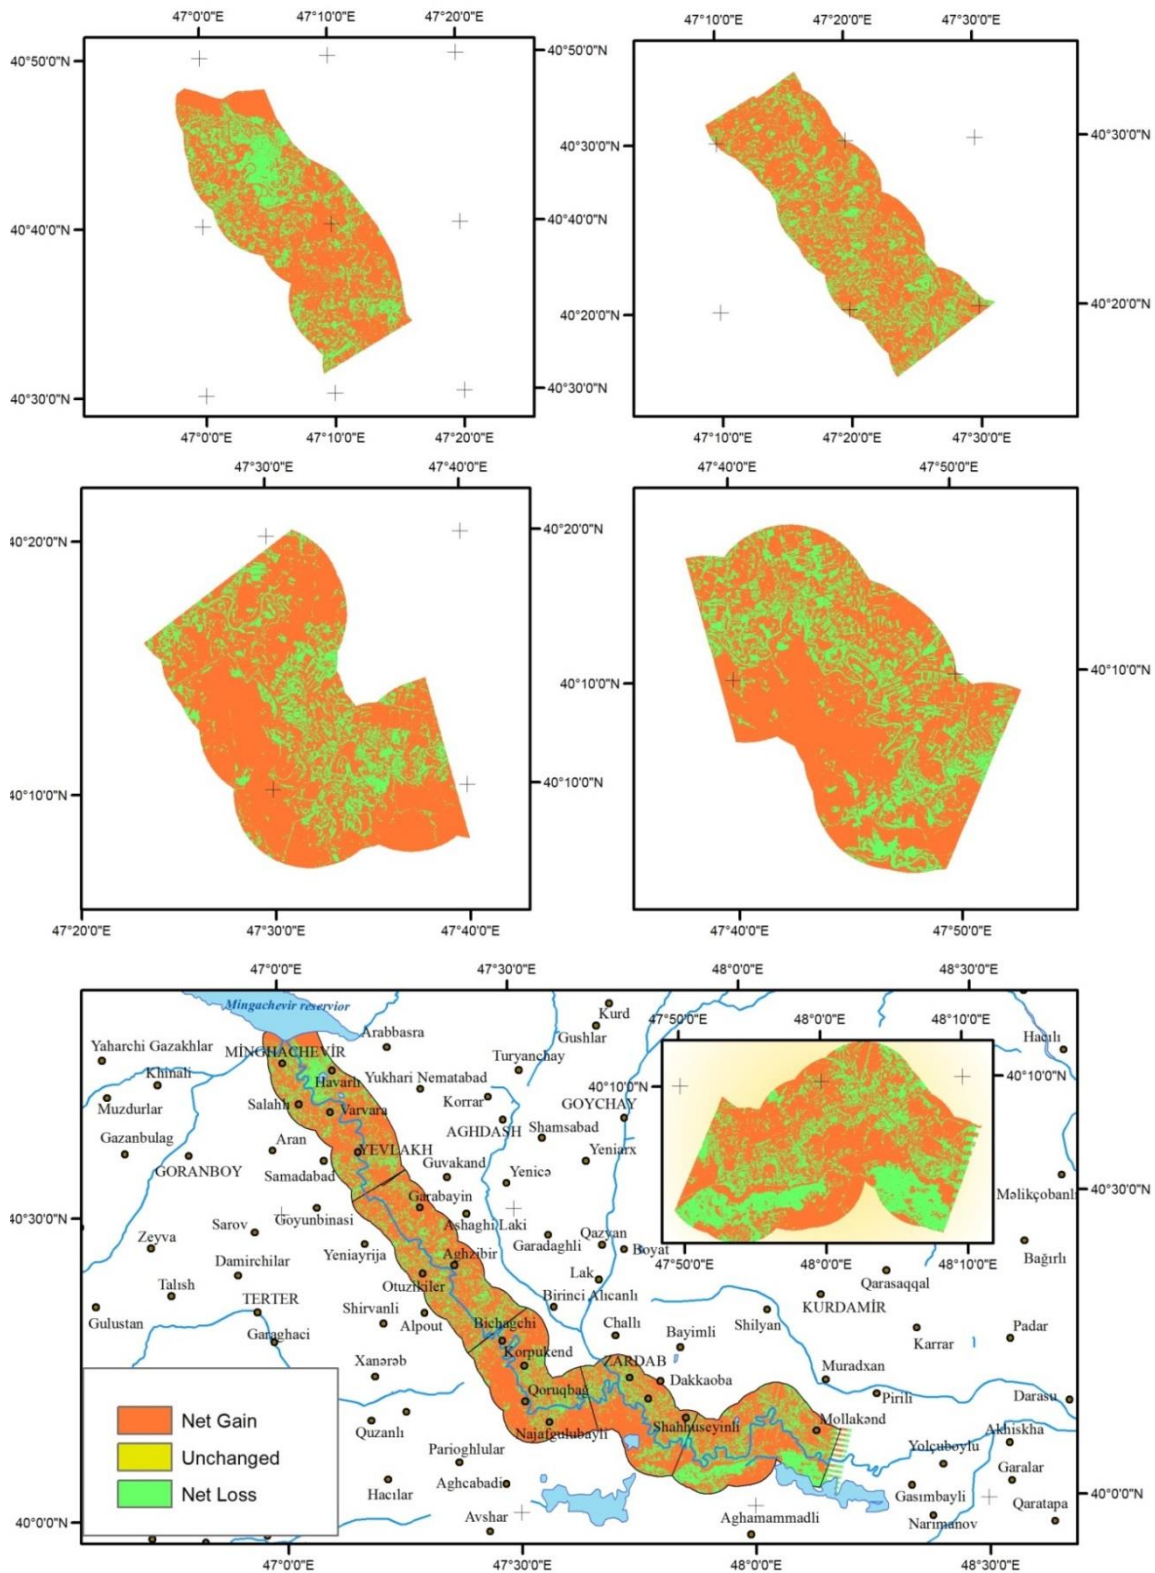 47°0'0"E 47°10'0"E 47°20'0"E
40°50'0"N 40°50'0"N
40°40'0"N 40°40'0"N
40°30'0"N 40°30'0"N
47°0'0"E 47°10'0"E 47°20'0"E
47°10'0"E 47°20'0"E 47°30'0"E
40°30'0"N 40°30'0"N
40°20'0"N 40°20'0"N
47°10'0"E 47°20'0"E 47°30'0"E
47°30'0"E 47°40'0"E
40°20'0"N 40°20'0"N
40°10'0"N 40°10'0"N
47°20'0"E 47°30'0"E 47°40'0"E
47°40'0"E 47°50'0"E
40°10'0"N
47°40'0"E 47°50'0"E
47°0'0"E 47°30'0"E 48°0'0"E 48°30'0"E
Mingachevir reservior
Kurd
Gushlar
Arabbasra
Hacılı
Yaharchi Gazakhlar
MİNGHACHEVİR
Turyanchay
Khinali
Havarlı
Yukhari Nematabad
Muzdurlar
Salahlı
Varvara
Korrar
GOYCHAY
Gazanbulag
Aran
AGHDASH
Shamsabad
YEVLAKH
Yeniarx
GORANBOY
Samadabad
Guvakand
Yenicə
Məlikçobanlı
40°30'0"N 40°30'0"N
Goyunbinasi
Garabayin
Ashaghi Laki
Sarov
Zeyva
Yeniayrija
Garadaghli
Qazyan
Boyat
Bağırlı
Damirchilar
Aghzibir
Talısh
Otuzikiler
Lak
Qarasaqqal
Gulustan
TERTER
Shirvanli
Alpout
Birinci Alıcanlı
KURDAMİR
Garaghaci
Bichagchi
Challı
Bayimli
Shilyan
Karrar
Padar
Xanərəb
Korpukend
ZARDAB
Muradxan
Qoruqbağ
Dakkaoba
Pirili
Darasu
Quzanlı
Najafgulubayli
Shahhuseyinli
Mollakənd
Akhiskha
Parioghlular
Yolçuboylu
Garalar
Hacılar
Aghcabadi
Gasımbayli
Qaratapa
Avshar
Aghamammadli
Narimanov
40°0'0"N 40°0'0"N
47°0'0"E 47°30'0"E 48°0'0"E 48°30'0"E
47°50'0"E 48°0'0"E 48°10'0"E
40°10'0"N 40°10'0"N
47°50'0"E 48°0'0"E 48°10'0"E
Net Gain
Unchanged
Net Loss